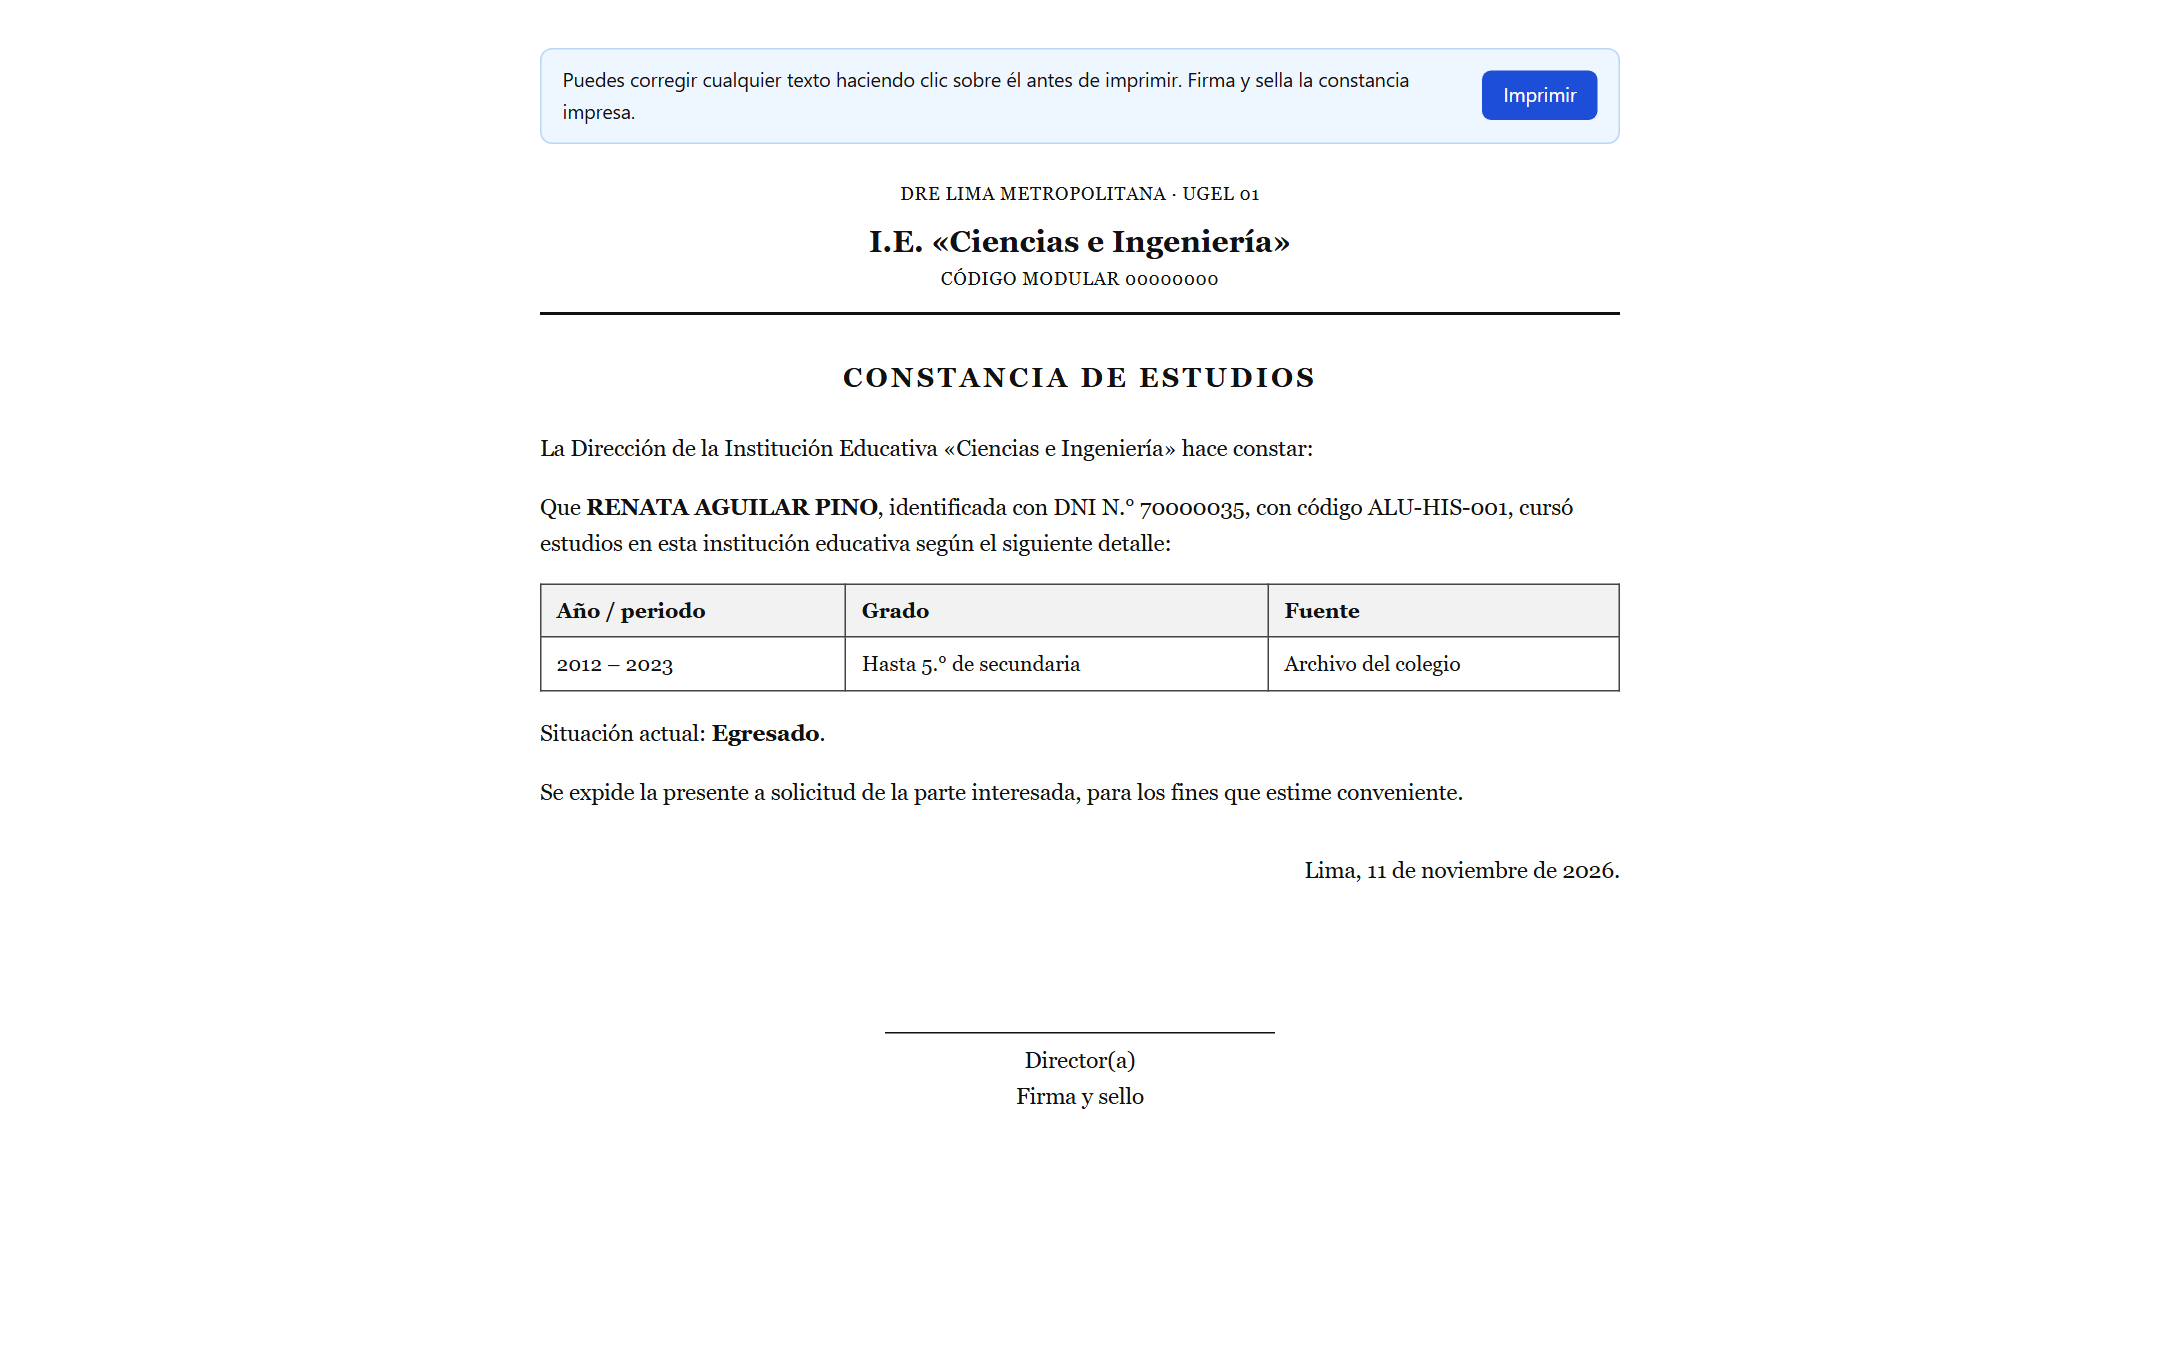 Puedes corregir cualquier texto haciendo clic sobre él antes de imprimir. Firma y sella la constancia
impresa.
Imprimir
DRE LIMA METROPOLITANA · UGEL 01
I.E. «Ciencias e Ingeniería»
CÓDIGO MODULAR 00000000
CONSTANCIA DE ESTUDIOS
La Dirección de la Institución Educativa «Ciencias e Ingeniería» hace constar:
Que RENATA AGUILAR PINO, identificada con DNI N.° 70000035, con código ALU-HIS-001, cursó
estudios en esta institución educativa según el siguiente detalle:
Año / periodo Grado Fuente
2012 – 2023 Hasta 5.° de secundaria Archivo del colegio
Situación actual: Egresado.
Se expide la presente a solicitud de la parte interesada, para los fines que estime conveniente.
Lima, 11 de noviembre de 2026.
Director(a)
Firma y sello